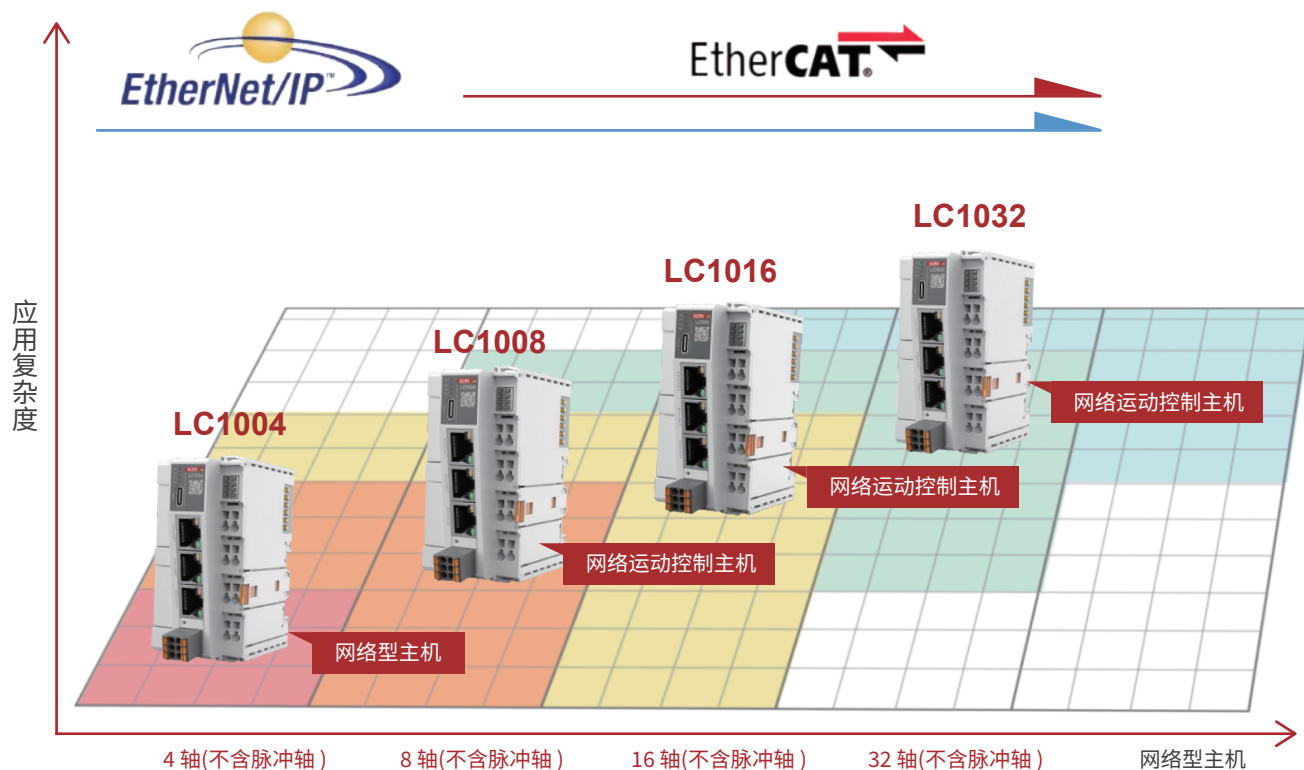 EtherNet/IP™
EtherCAT®
LC1032
LC1016
LC1008
LC1004
应用复杂度
网络运动控制主机
网络运动控制主机
网络运动控制主机
网络型主机
4 轴(不含脉冲轴 )
8 轴(不含脉冲轴 )
16 轴(不含脉冲轴 )
32 轴(不含脉冲轴 )
网络型主机